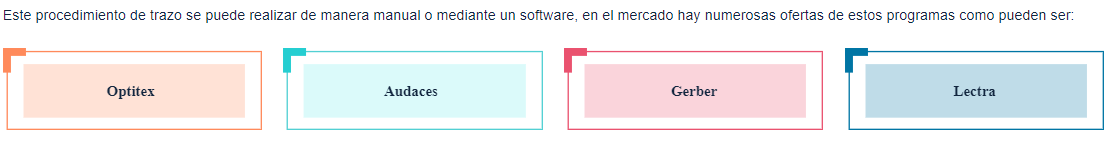 Este procedimiento de trazo se puede realizar de manera manual o mediante un software, en el mercado hay numerosas ofertas de estos programas como pueden ser:
Optitex
Audaces
Gerber
Lectra